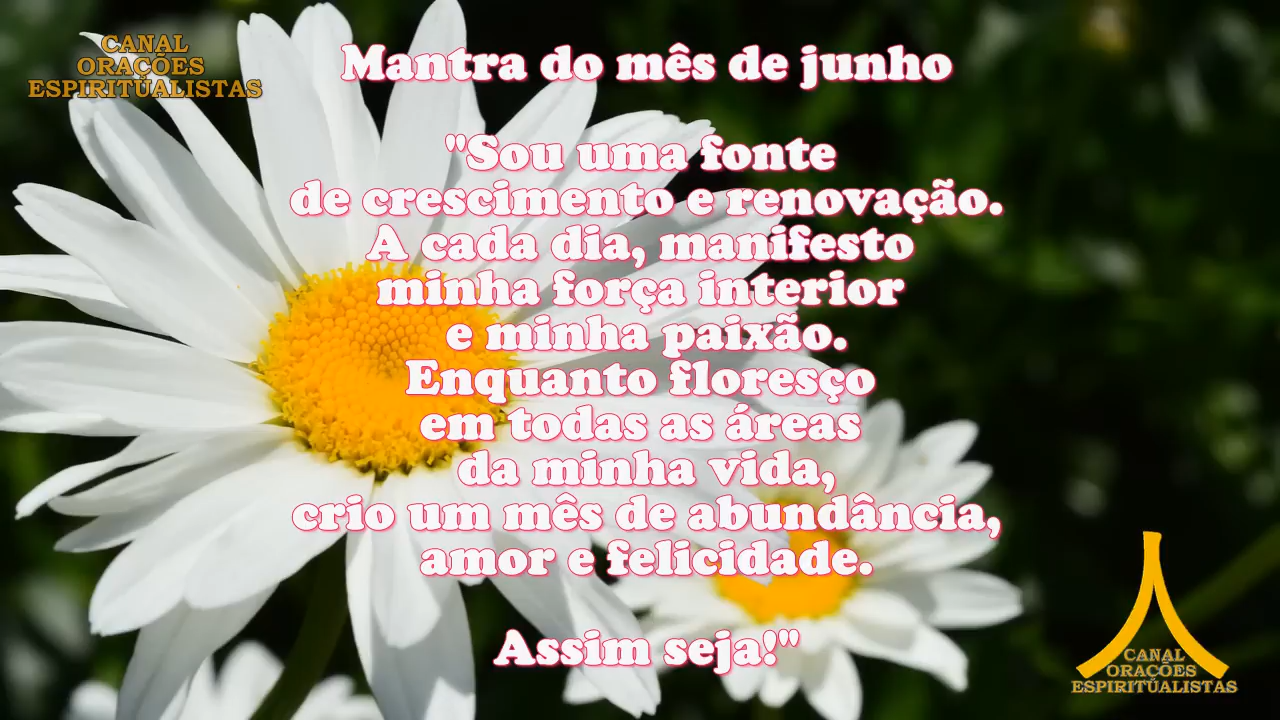 CANAL
ORAÇÕES
ESPIRITUALISTAS
Mantra do mês de junho
"Sou uma fonte
de crescimento e renovação.
A cada dia, manifesto
minha força interior
e minha paixão.
Enquanto floresço
em todas as áreas
da minha vida,
crio um mês de abundância,
amor e felicidade.
Assim seja!"
CANAL
ORAÇÕES
ESPIRITUALISTAS